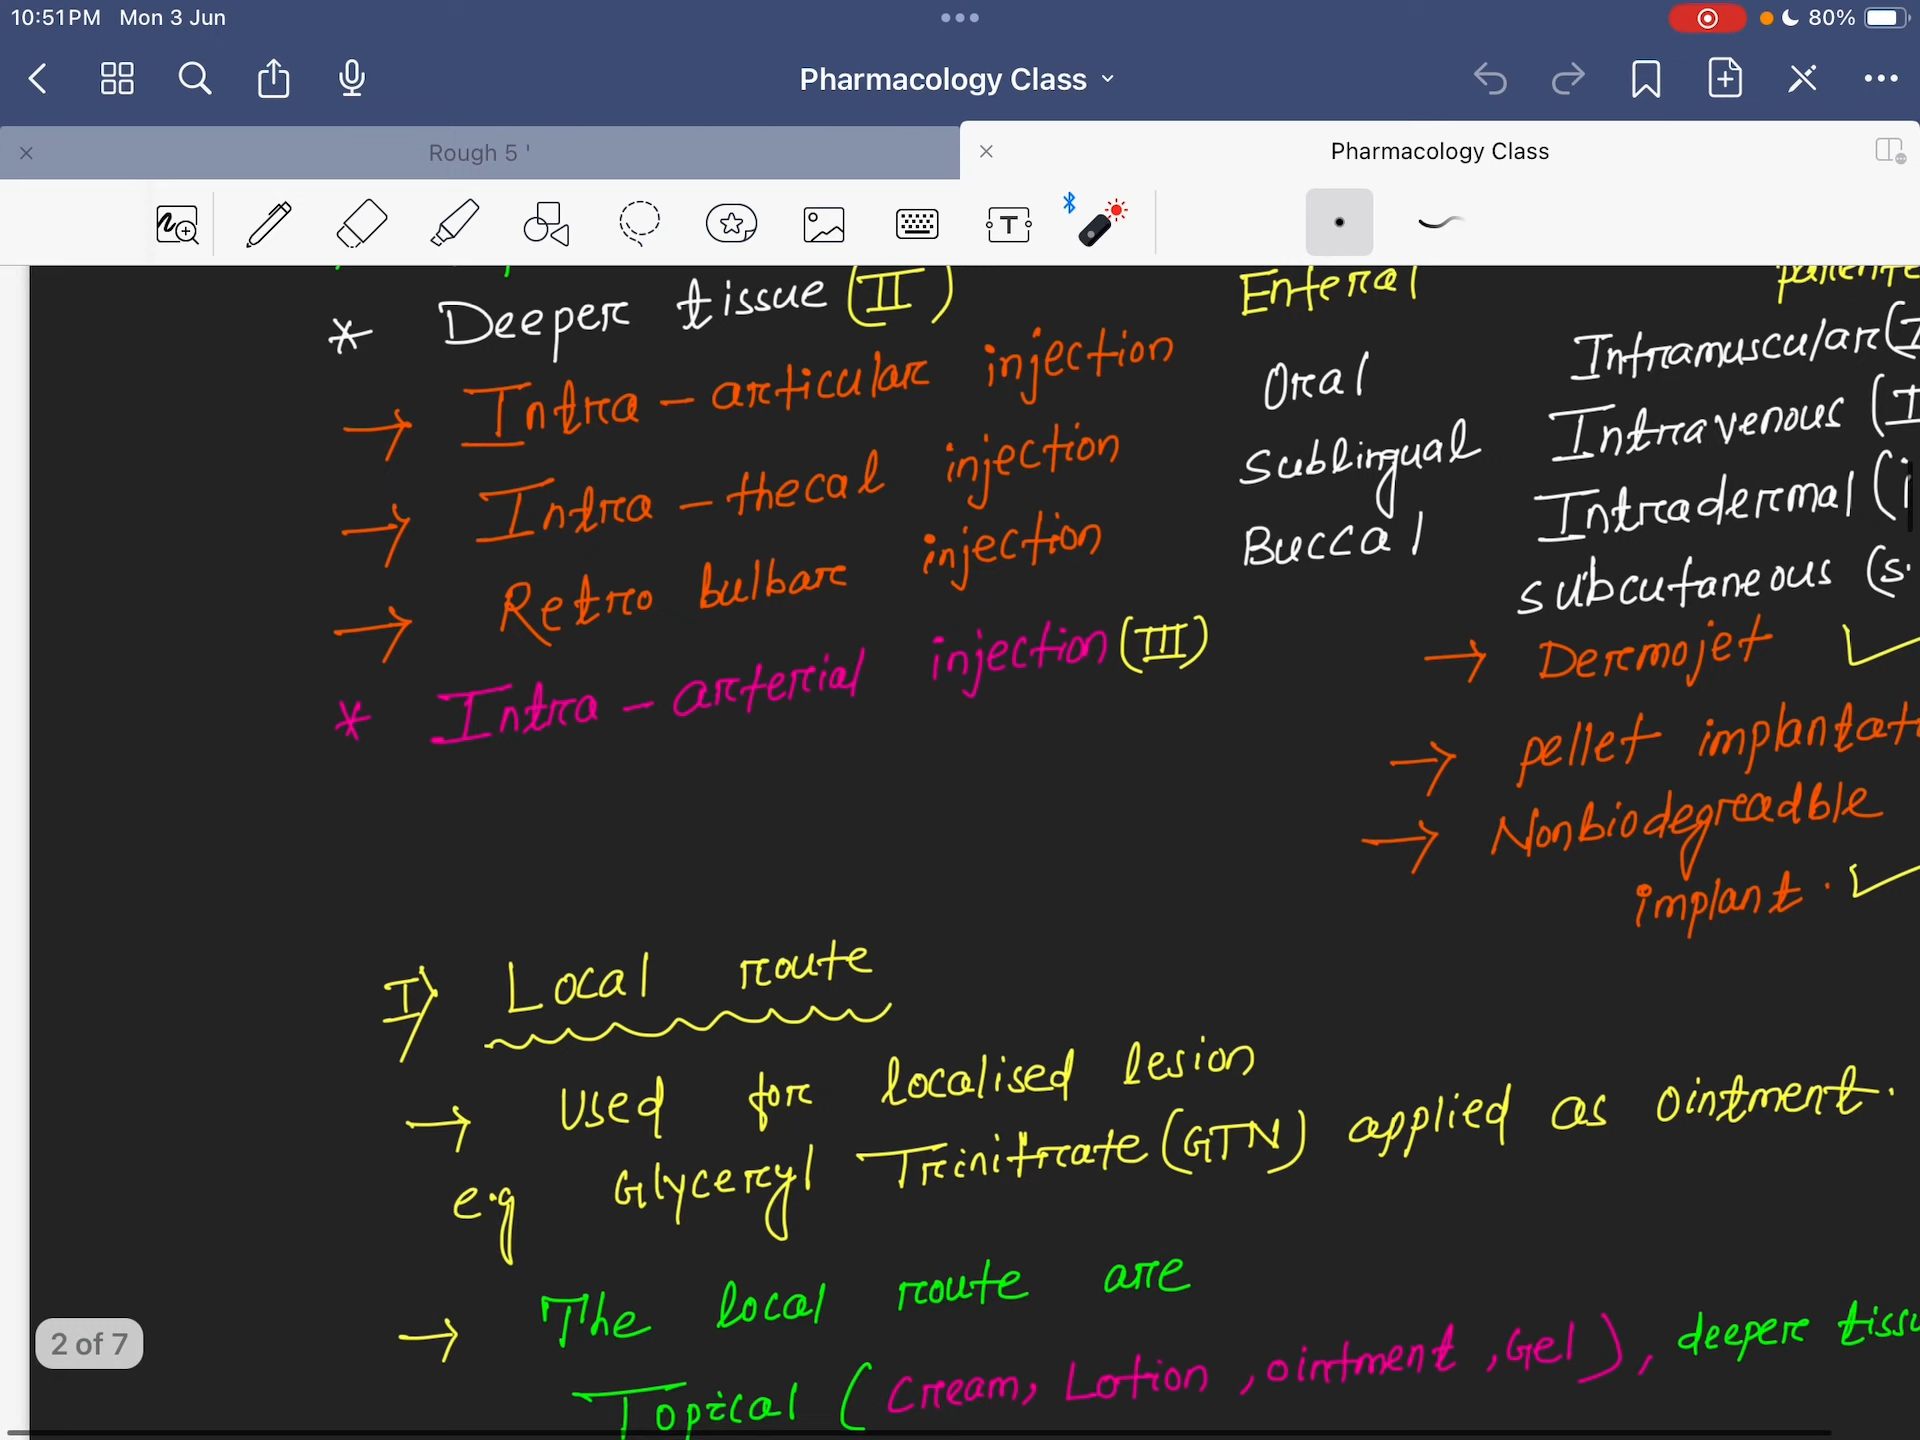 10:51PM Mon 3 Jun
80%
Pharmacology Class
Rough 5 '
Pharmacology Class
* Deeper tissue (II)
→ Intra - articular injection
→ Intra - thecal injection
→ Retro bulbar injection
* Intra - arterial injection (III)
Enteral
Oral
Sublingual
Buccal
Intramuscular (I
Intravenous (I
Intradermal (i
subcutaneous (s.
→ Dermojet
→ pellet implantat
→ Nonbiodegreadble
implant.
I) Local route
→ Used for localised lesion
e.g Glyceryl Trinitrate (GTN) applied as ointment.
→ The local route are
Topical (Cream, Lotion, ointment, Gel), deeper tissu
2 of 7